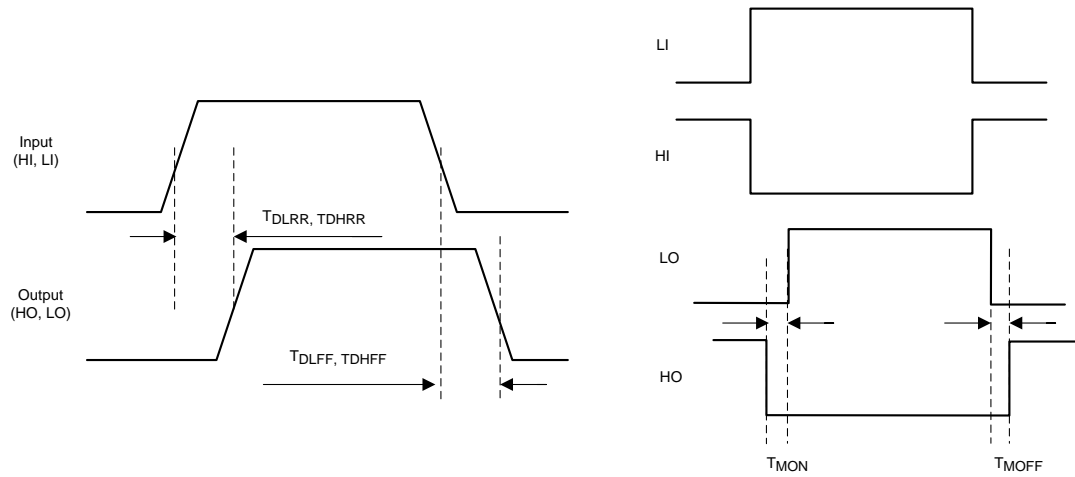 Input
(HI, LI)
TDLRR, TDHRR
Output
(HO, LO)
TDLFF, TDHFF
LI
HI
LO
HO
TMON
TMOFF